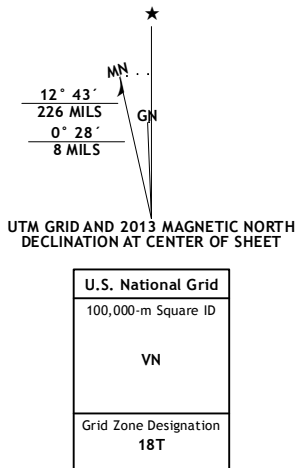 ★
MN
12° 43´
226 MILS
GN
0° 28´
8 MILS
UTM GRID AND 2013 MAGNETIC NORTH
DECLINATION AT CENTER OF SHEET
U.S. National Grid
100,000-m Square ID
VN
Grid Zone Designation
18T